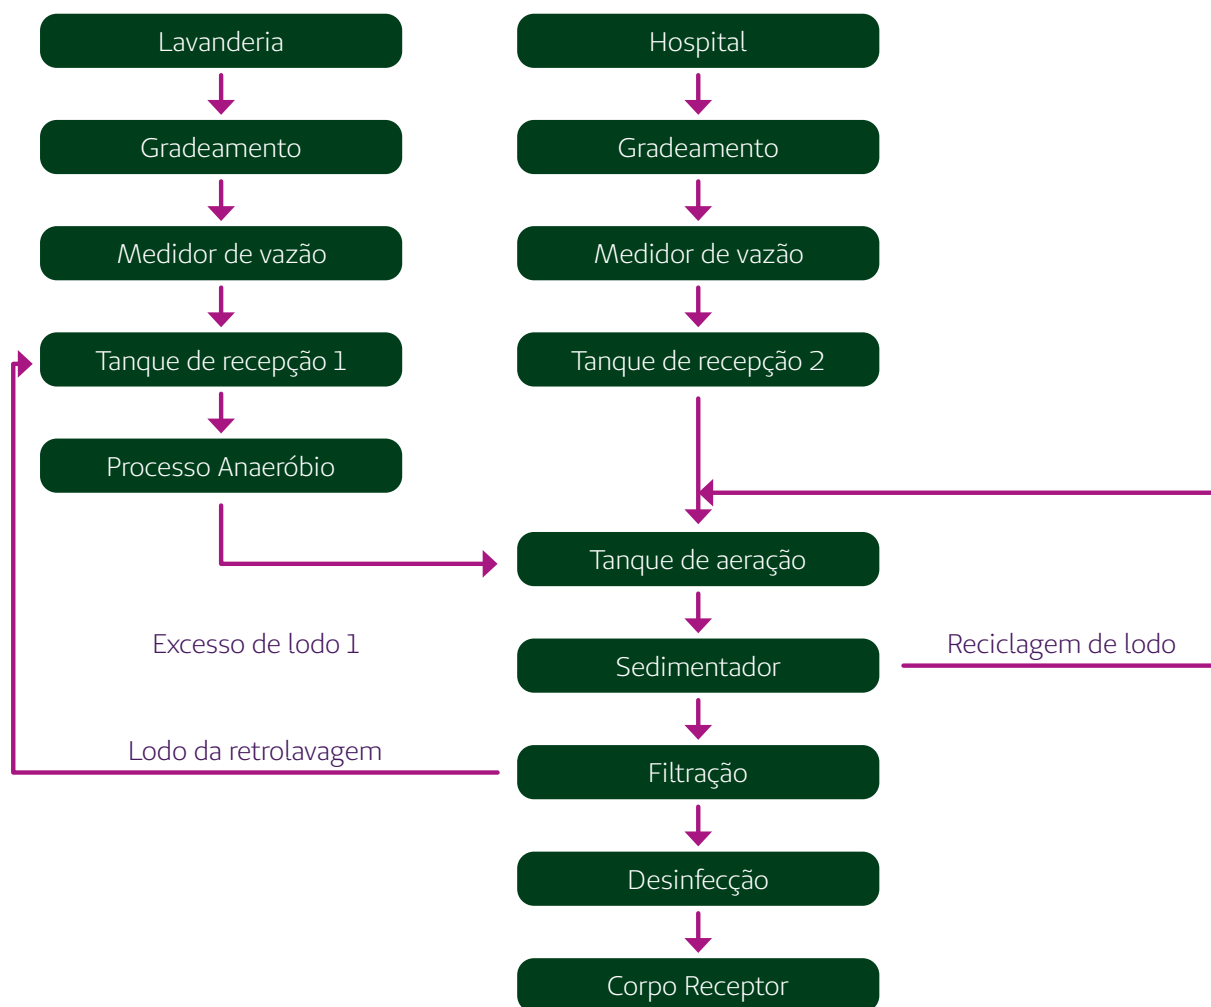 Lavanderia
Hospital
Gradeamento
Gradeamento
Medidor de vazão
Medidor de vazão
Tanque de recepção 1
Tanque de recepção 2
Processo Anaeróbio
Tanque de aeração
Excesso de lodo 1
Sedimentador
Reciclagem de lodo
Lodo da retrolavagem
Filtração
Desinfecção
Corpo Receptor